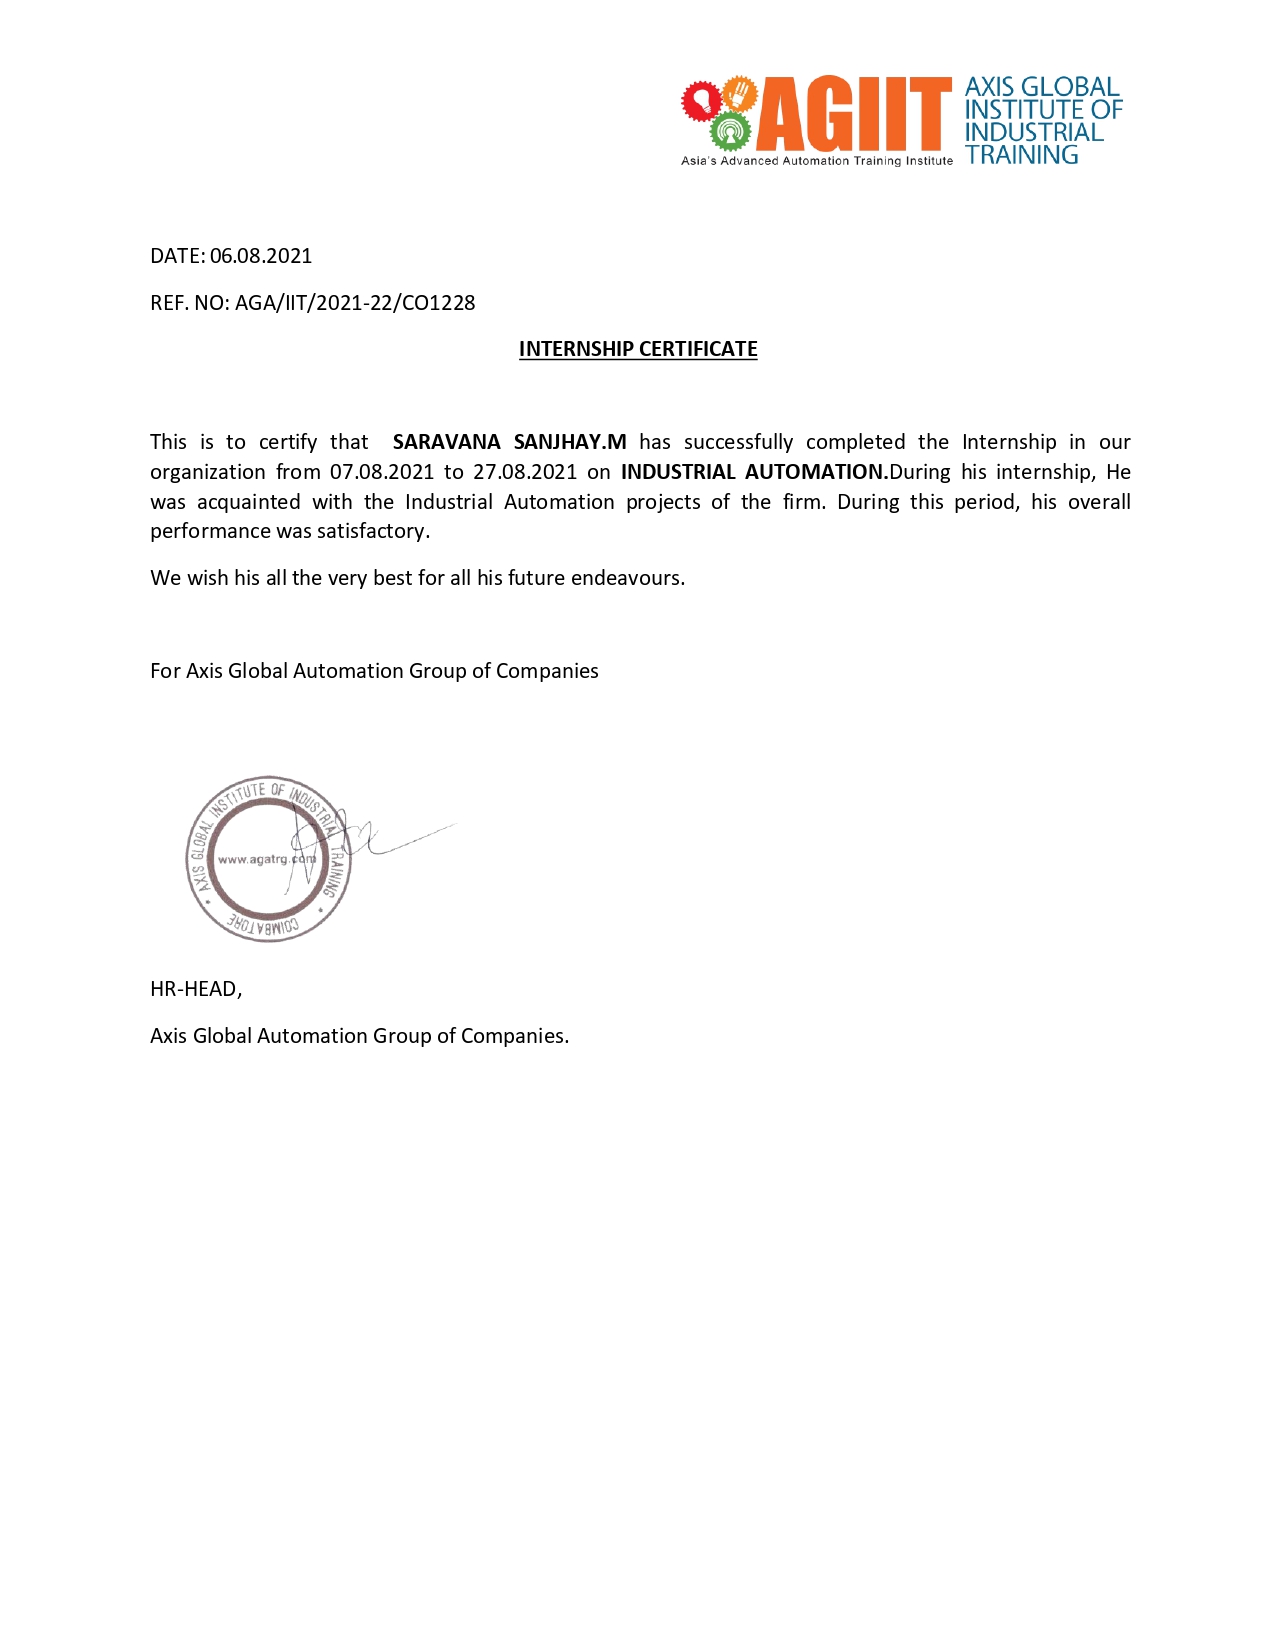 AGIIT
Asia's Advanced Automation Training Institute
AXIS GLOBAL
INSTITUTE OF
INDUSTRIAL
TRAINING
DATE: 06.08.2021
REF. NO: AGA/IIT/2021-22/CO1228
INTERNSHIP CERTIFICATE
This is to certify that SARAVANA SANJHAY.M has successfully completed the Internship in our
organization from 07.08.2021 to 27.08.2021 on INDUSTRIAL AUTOMATION.During his internship, He
was acquainted with the Industrial Automation projects of the firm. During this period, his overall
performance was satisfactory.
We wish his all the very best for all his future endeavours.
For Axis Global Automation Group of Companies
AXIS GLOBAL INSTITUTE OF INDUSTRIAL TRAINING
www.agatrg.com
COIMBATORE
HR-HEAD,
Axis Global Automation Group of Companies.